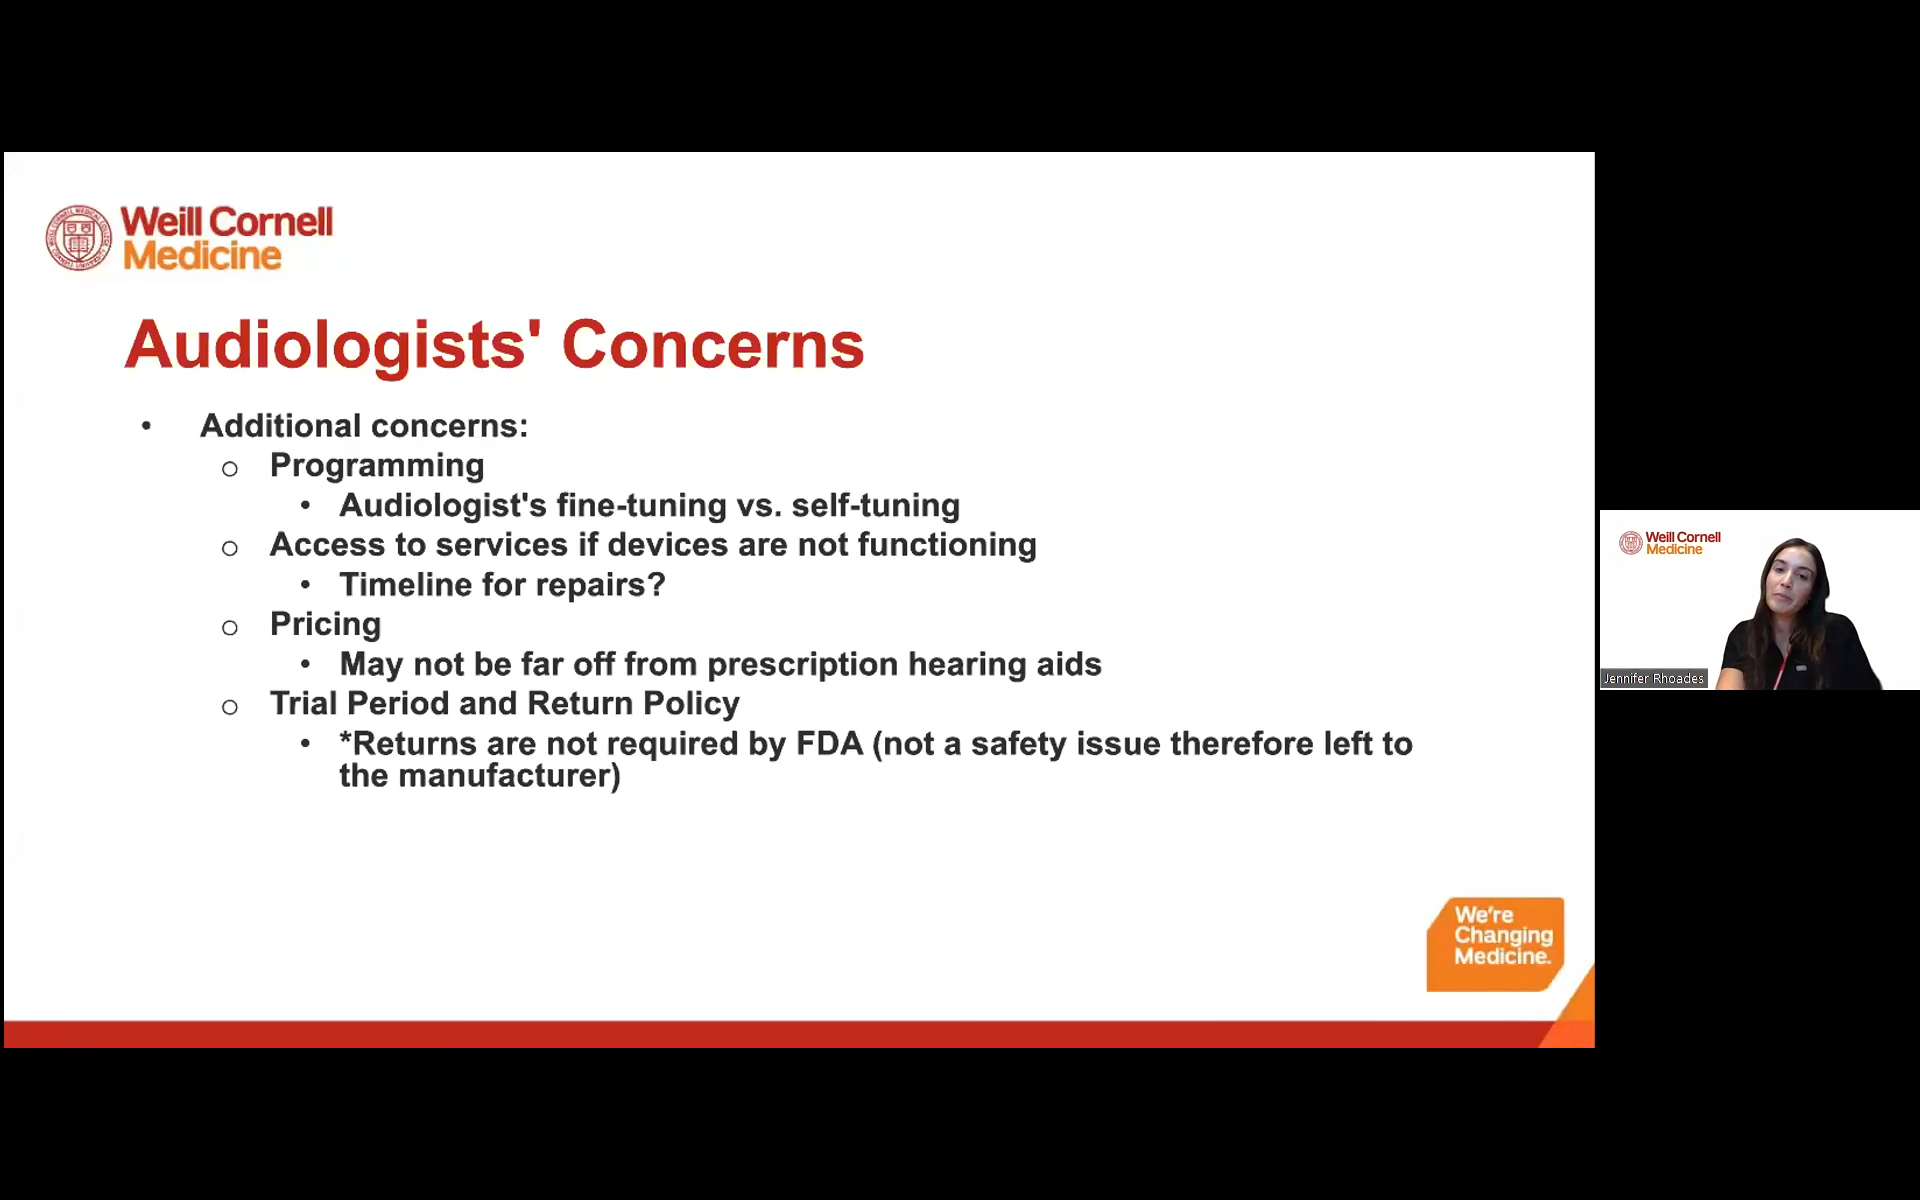 Weill Cornell
Medicine
Audiologists' Concerns
• Additional concerns:
o Programming
• Audiologist's fine-tuning vs. self-tuning
o Access to services if devices are not functioning
• Timeline for repairs?
o Pricing
• May not be far off from prescription hearing aids
o Trial Period and Return Policy
• *Returns are not required by FDA (not a safety issue therefore left to
the manufacturer)
We're
Changing
Medicine.
Weill Cornell
Medicine
Jennifer Rhoades